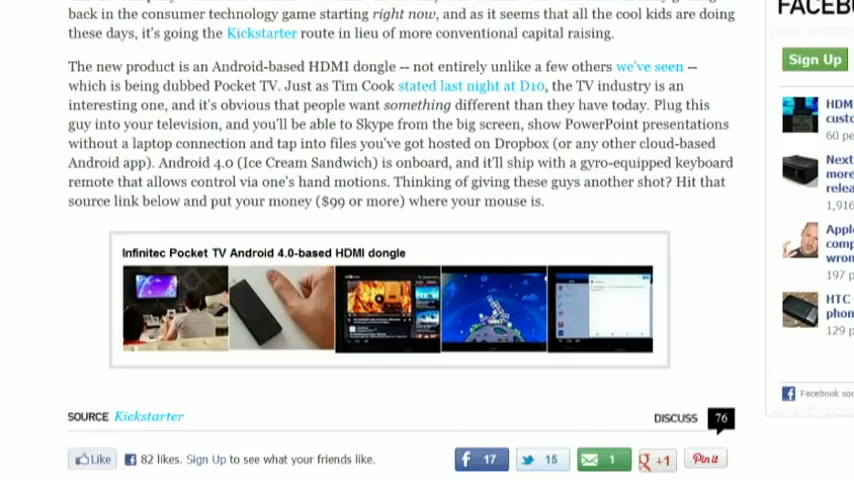 back in the consumer technology game starting right now, and as it seems that all the cool kids are doing
these days, it's going the Kickstarter route in lieu of more conventional capital raising.
The new product is an Android-based HDMI dongle -- not entirely unlike a few others we've seen --
which is being dubbed Pocket TV. Just as Tim Cook stated last night at D10, the TV industry is an
interesting one, and it's obvious that people want something different than they have today. Plug this
guy into your television, and you'll be able to Skype from the big screen, show PowerPoint presentations
without a laptop connection and tap into files you've got hosted on Dropbox (or any other cloud-based
Android app). Android 4.0 (Ice Cream Sandwich) is onboard, and it'll ship with a gyro-equipped keyboard
remote that allows control via one's hand motions. Thinking of giving these guys another shot? Hit that
source link below and put your money ($99 or more) where your mouse is.
Infinitec Pocket TV Android 4.0-based HDMI dongle
SOURCE Kickstarter
DISCUSS 76
Like 82 likes. Sign Up to see what your friends like.
17 15 1 +1 Pin it
FACEBO
Sign Up
HDM
custo
60 pe
Next
more
relea
1,916
Apple
comp
wron
197 p
HTC
phon
129 p
Facebook soc